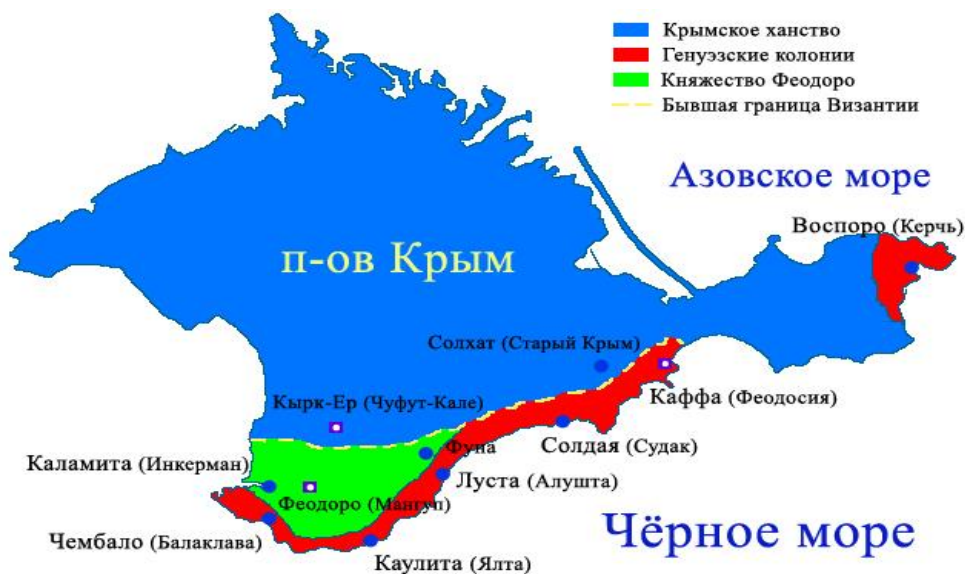 Крымское ханство
Генуэзские колонии
Княжество Феодоро
Бывшая граница Византии
Азовское море
Воспоро (Керчь)
п-ов Крым
Солхат (Старый Крым)
Каффа (Феодосия)
Кырк-Ер (Чуфут-Кале)
Солдая (Судак)
Фуна
Каламита (Инкерман)
Луста (Алушта)
Феодоро (Мангуп)
Чёрное море
Чембало (Балаклава)
Каулита (Ялта)